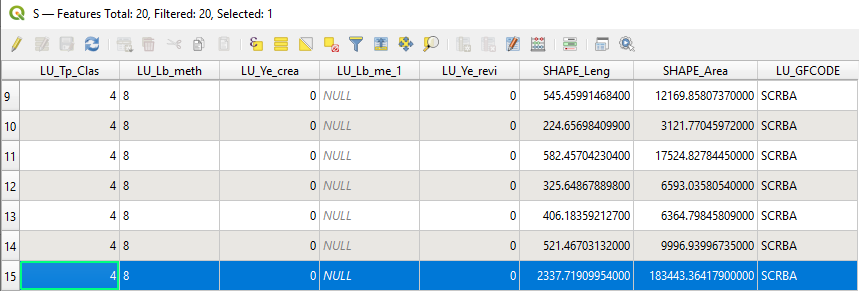 S — Features Total: 20, Filtered: 20, Selected: 1
LU_Tp_Clas LU_Lb_meth LU_Ye_crea LU_Lb_me_1 LU_Ye_revi SHAPE_Leng SHAPE_Area LU_GFCODE
9 4 8 0 NULL 0 545.45991468400 12169.85807370000 SCRBA
10 4 8 0 NULL 0 224.65698409900 3121.77045972000 SCRBA
11 4 8 0 NULL 0 582.45704230400 17524.82784450000 SCRBA
12 4 8 0 NULL 0 325.64867889800 6593.03580540000 SCRBA
13 4 8 0 NULL 0 406.18359212700 6364.79845809000 SCRBA
14 4 8 0 NULL 0 521.46703132000 9996.93996735000 SCRBA
15 4 8 0 NULL 0 2337.71909954000 183443.36417900000 SCRBA